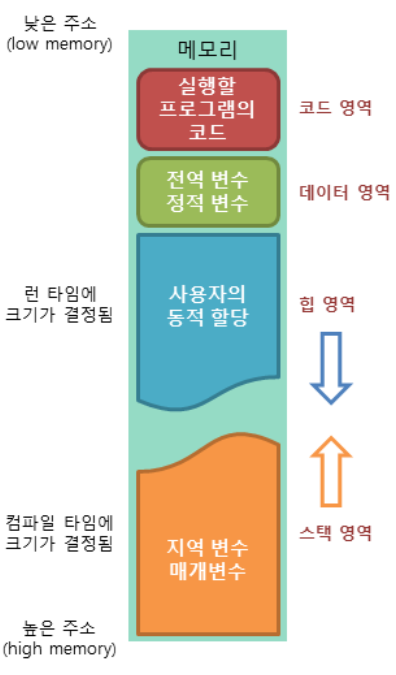 낮은 주소
(low memory)
메모리
실행할
프로그램의
코드
코드 영역
전역 변수
정적 변수
데이터 영역
런 타임에
크기가 결정됨
사용자의
동적 할당
힙 영역
컴파일 타임에
크기가 결정됨
지역 변수
매개변수
스택 영역
높은 주소
(high memory)